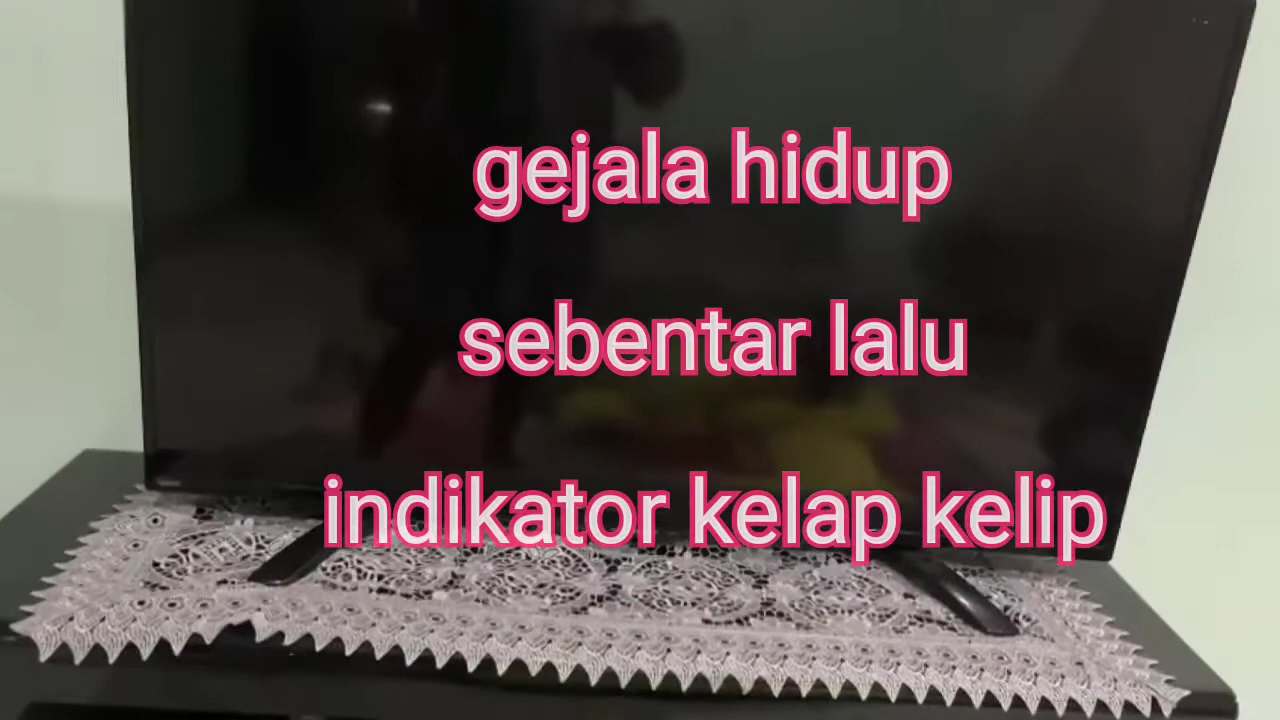 gejala hidup
sebentar lalu
indikator kelap kelip